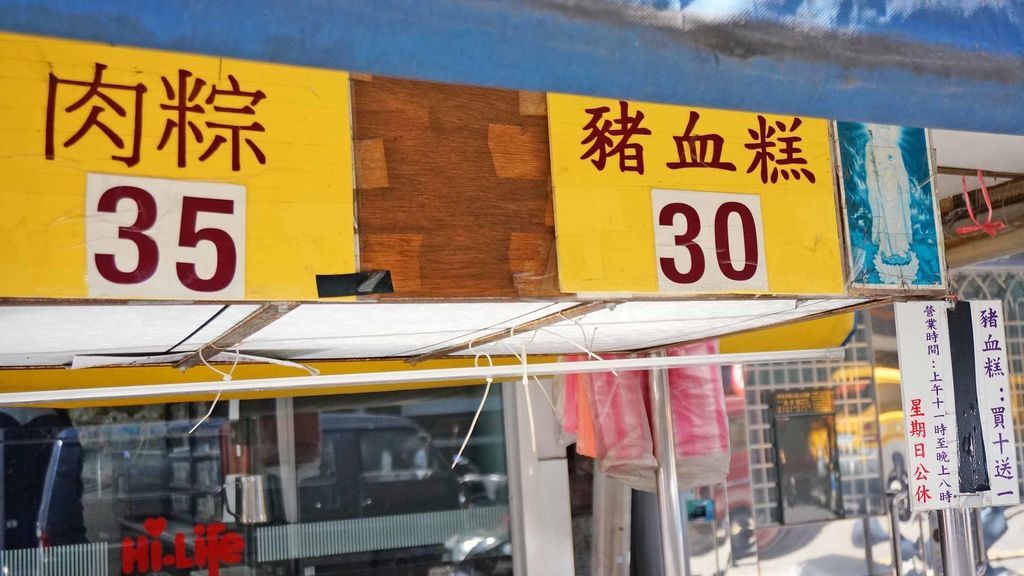 肉粽
35
豬血糕
30
豬血糕：買十送一
營業時間：上午十一時至晚上八時
星期日公休
Hi-Life